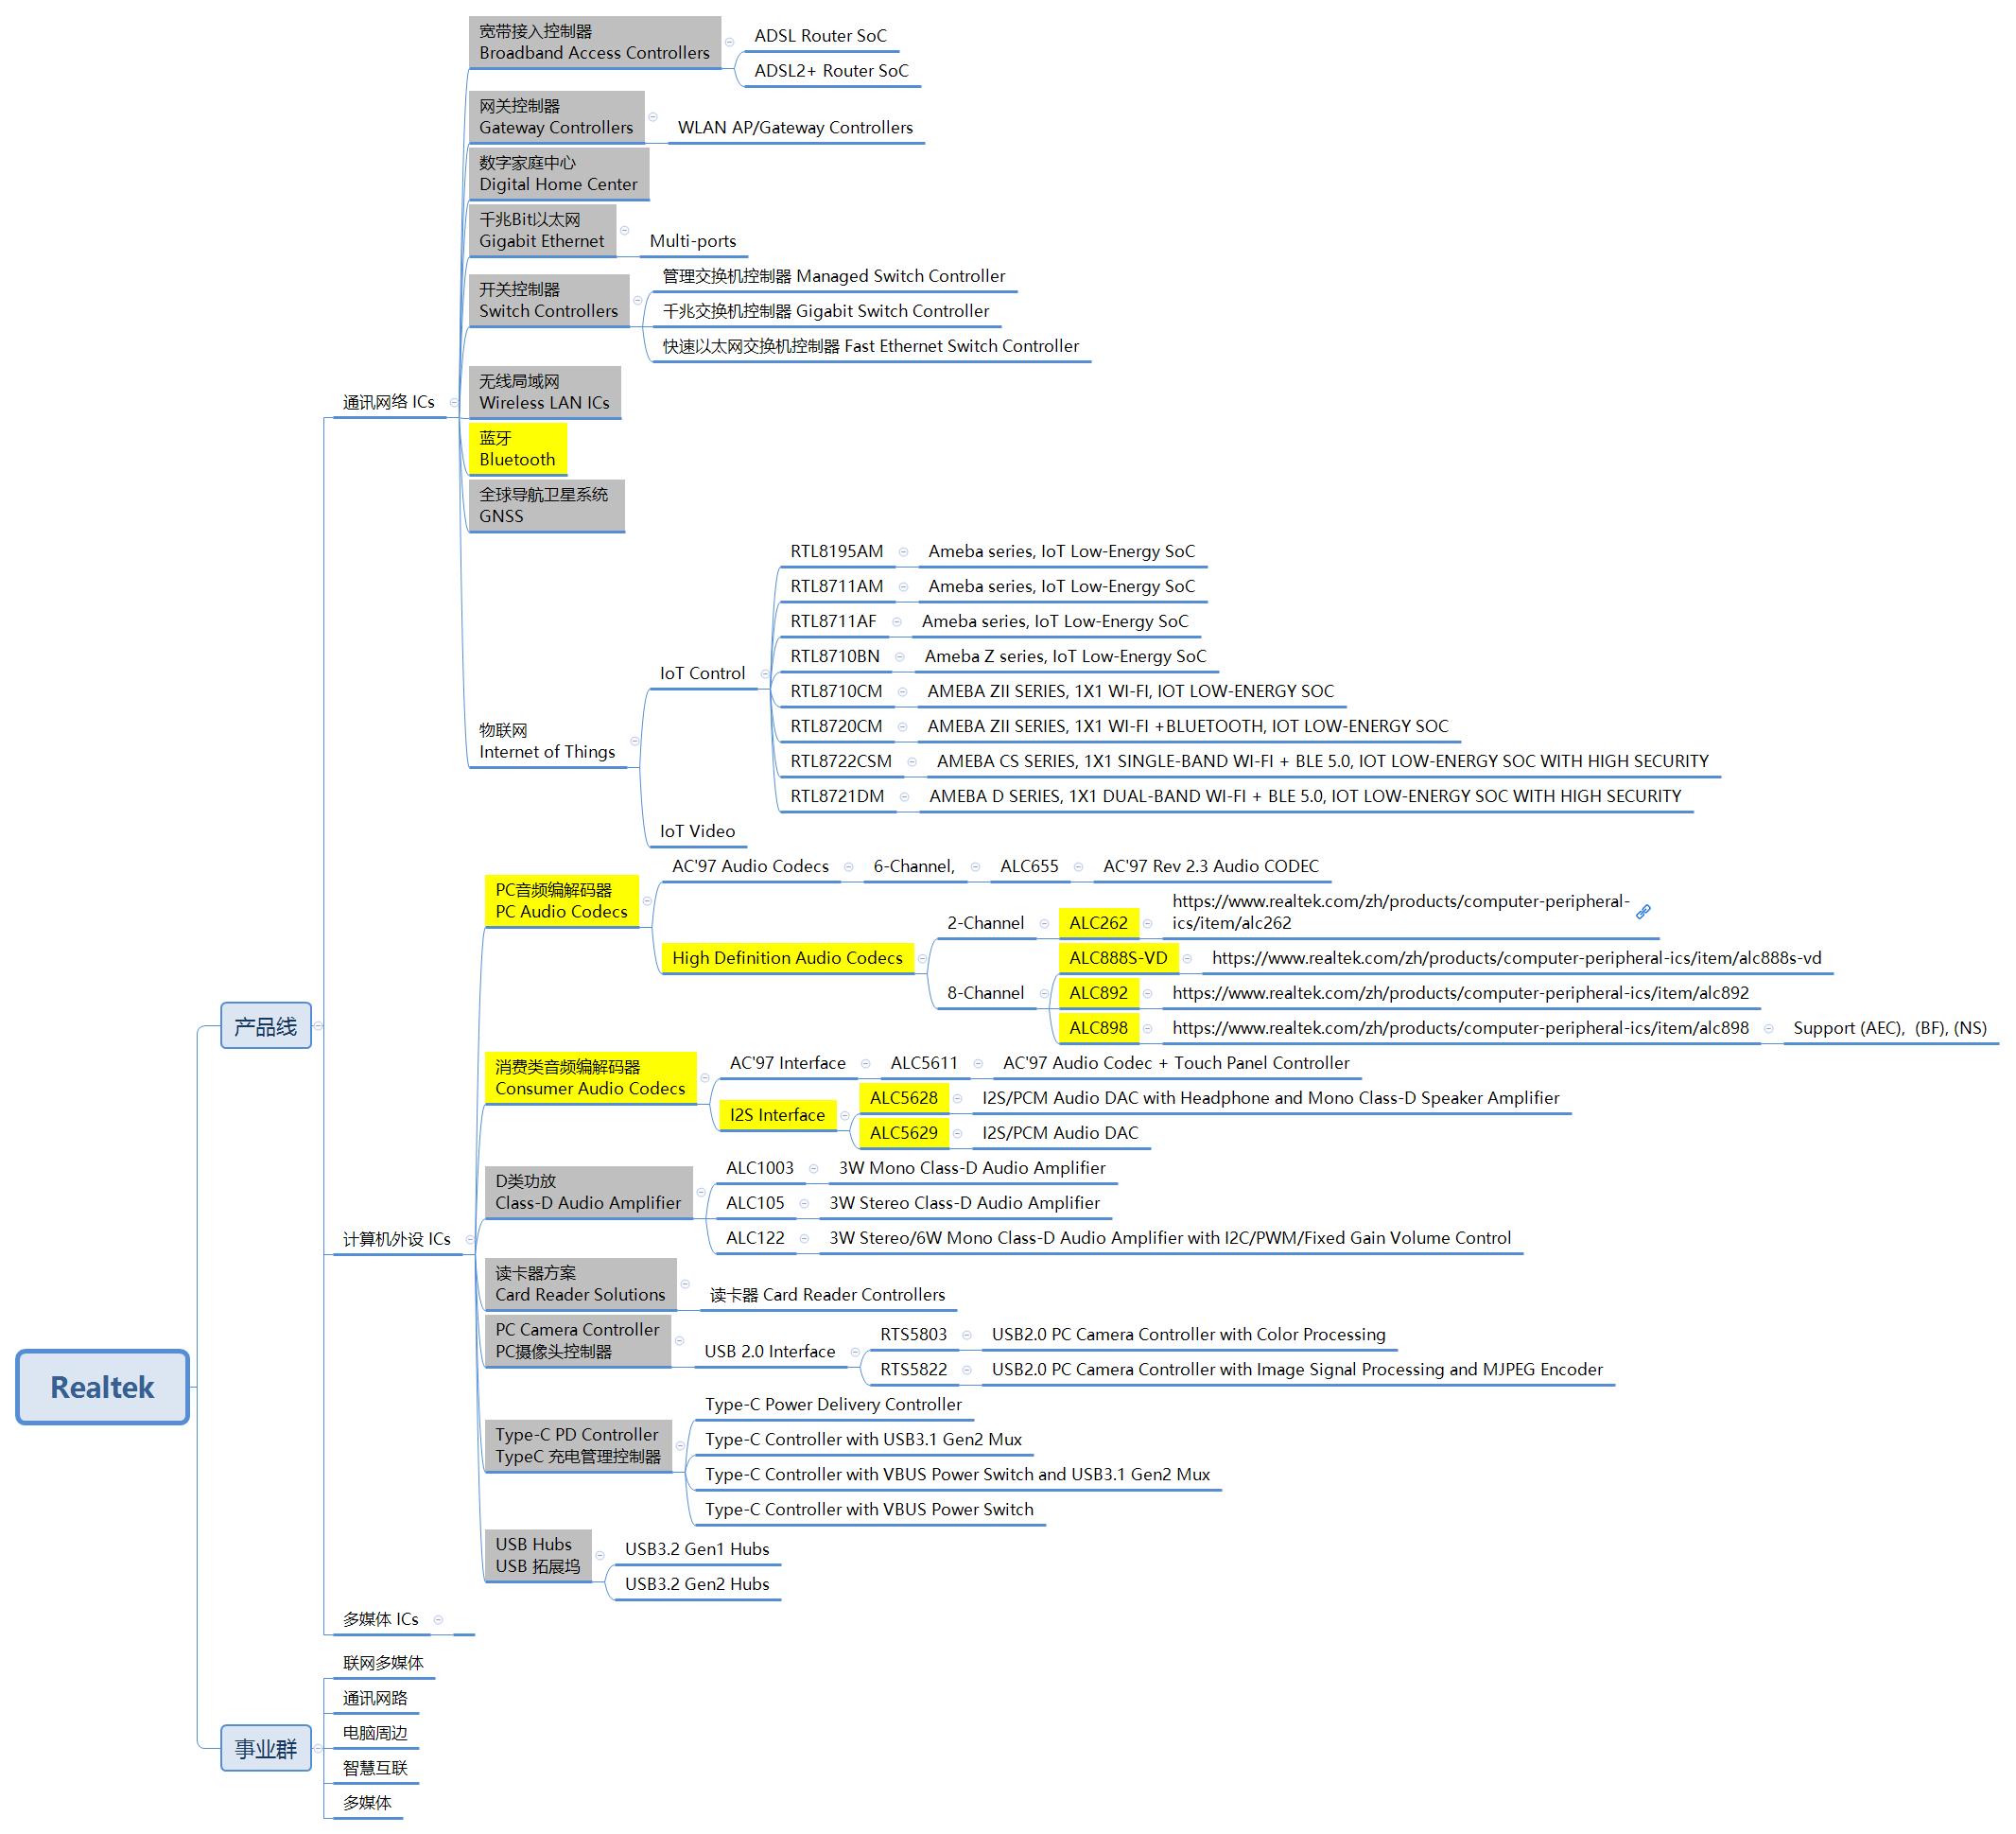 Realtek
产品线
通讯网络 ICs
宽带接入控制器
Broadband Access Controllers
ADSL Router SoC
ADSL2+ Router SoC
网关控制器
Gateway Controllers
WLAN AP/Gateway Controllers
数字家庭中心
Digital Home Center
千兆Bit以太网
Gigabit Ethernet
Multi-ports
开关控制器
Switch Controllers
管理交换机控制器 Managed Switch Controller
千兆交换机控制器 Gigabit Switch Controller
快速以太网交换机控制器 Fast Ethernet Switch Controller
无线局域网
Wireless LAN ICs
蓝牙
Bluetooth
全球导航卫星系统
GNSS
物联网
Internet of Things
IoT Control
RTL8195AM
Ameba series, IoT Low-Energy SoC
RTL8711AM
Ameba series, IoT Low-Energy SoC
RTL8711AF
Ameba series, IoT Low-Energy SoC
RTL8710BN
Ameba Z series, IoT Low-Energy SoC
RTL8710CM
AMEBA ZII SERIES, 1X1 WI-FI, IOT LOW-ENERGY SOC
RTL8720CM
AMEBA ZII SERIES, 1X1 WI-FI +BLUETOOTH, IOT LOW-ENERGY SOC
RTL8722CSM
AMEBA CS SERIES, 1X1 SINGLE-BAND WI-FI + BLE 5.0, IOT LOW-ENERGY SOC WITH HIGH SECURITY
RTL8721DM
AMEBA D SERIES, 1X1 DUAL-BAND WI-FI + BLE 5.0, IOT LOW-ENERGY SOC WITH HIGH SECURITY
IoT Video
计算机外设 ICs
PC音频编解码器
PC Audio Codecs
AC'97 Audio Codecs
6-Channel,
ALC655
AC'97 Rev 2.3 Audio CODEC
High Definition Audio Codecs
2-Channel
ALC262
https://www.realtek.com/zh/products/computer-peripheral-
ics/item/alc262
8-Channel
ALC888S-VD
https://www.realtek.com/zh/products/computer-peripheral-ics/item/alc888s-vd
ALC892
https://www.realtek.com/zh/products/computer-peripheral-ics/item/alc892
ALC898
https://www.realtek.com/zh/products/computer-peripheral-ics/item/alc898
Support (AEC),  (BF), (NS)
消费类音频编解码器
Consumer Audio Codecs
AC'97 Interface
ALC5611
AC'97 Audio Codec + Touch Panel Controller
I2S Interface
ALC5628
I2S/PCM Audio DAC with Headphone and Mono Class-D Speaker Amplifier
ALC5629
I2S/PCM Audio DAC
D类功放
Class-D Audio Amplifier
ALC1003
3W Mono Class-D Audio Amplifier
ALC105
3W Stereo Class-D Audio Amplifier
ALC122
3W Stereo/6W Mono Class-D Audio Amplifier with I2C/PWM/Fixed Gain Volume Control
读卡器方案
Card Reader Solutions
读卡器 Card Reader Controllers
PC Camera Controller
PC摄像头控制器
USB 2.0 Interface
RTS5803
USB2.0 PC Camera Controller with Color Processing
RTS5822
USB2.0 PC Camera Controller with Image Signal Processing and MJPEG Encoder
Type-C PD Controller
TypeC 充电管理控制器
Type-C Power Delivery Controller
Type-C Controller with USB3.1 Gen2 Mux
Type-C Controller with VBUS Power Switch and USB3.1 Gen2 Mux
Type-C Controller with VBUS Power Switch
USB Hubs
USB 拓展坞
USB3.2 Gen1 Hubs
USB3.2 Gen2 Hubs
多媒体 ICs
事业群
联网多媒体
通讯网路
电脑周边
智慧互联
多媒体